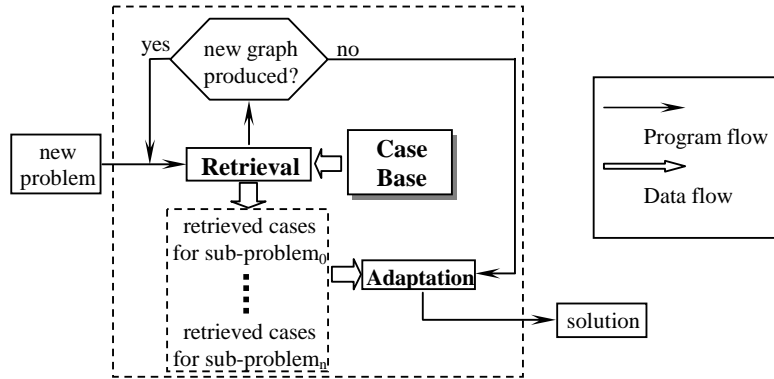 yes
new graph
produced?
no
new
problem
Retrieval
Case
Base
retrieved cases
for sub-problem₀
retrieved cases
for sub-problemₙ
Adaptation
solution
Program flow
Data flow